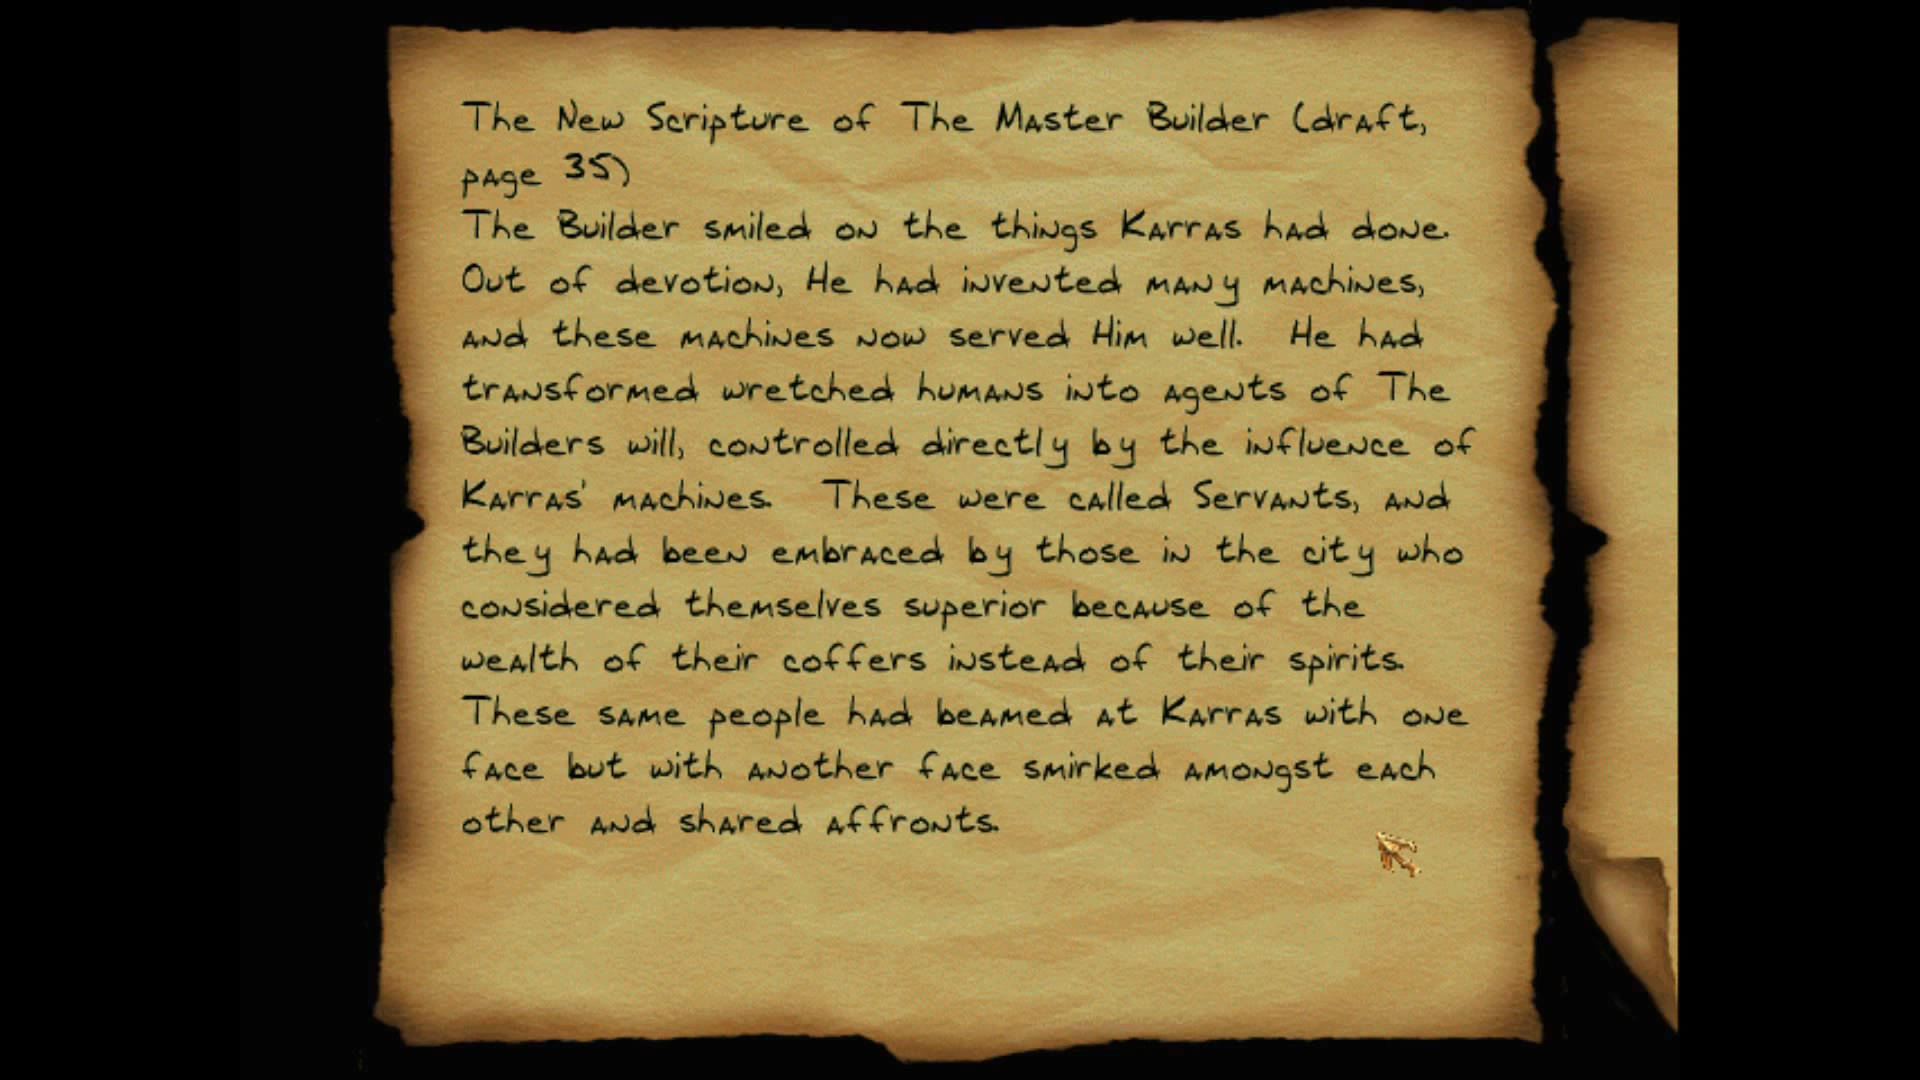 The New Scripture of The Master Builder (draft,
page 35)
The Builder smiled on the things Karras had done.
Out of devotion, He had invented many machines,
and these machines now served Him well. He had
transformed wretched humans into agents of The
Builders will, controlled directly by the influence of
Karras' machines. These were called Servants, and
they had been embraced by those in the city who
considered themselves superior because of the
wealth of their coffers instead of their spirits.
These same people had beamed at Karras with one
face but with another face smirked amongst each
other and shared affronts.